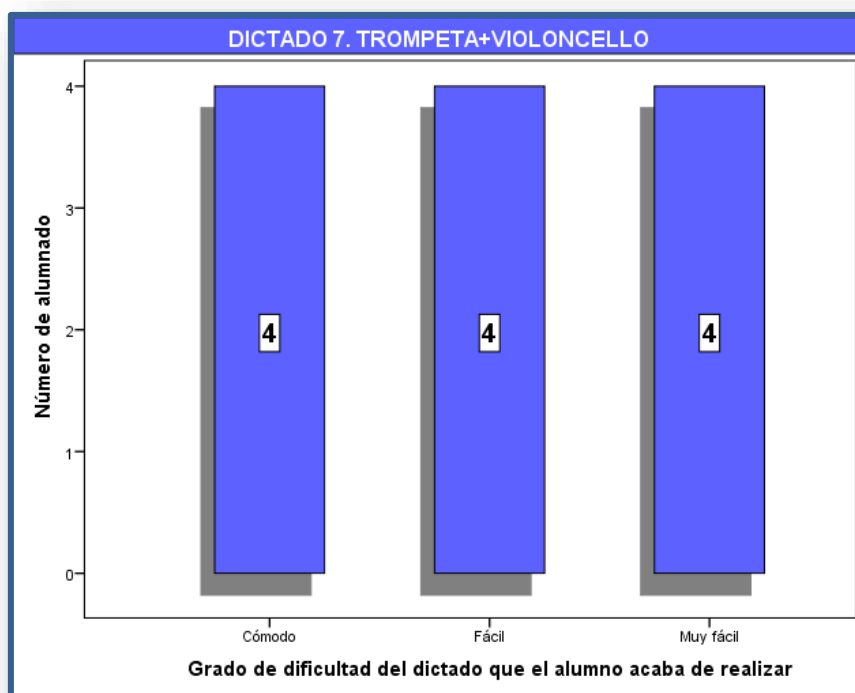 DICTADO 7. TROMPETA+VIOLONCELLO
Número de alumnado
4
3
2
1
0
4
4
4
Cómodo
Fácil
Muy fácil
Grado de dificultad del dictado que el alumno acaba de realizar